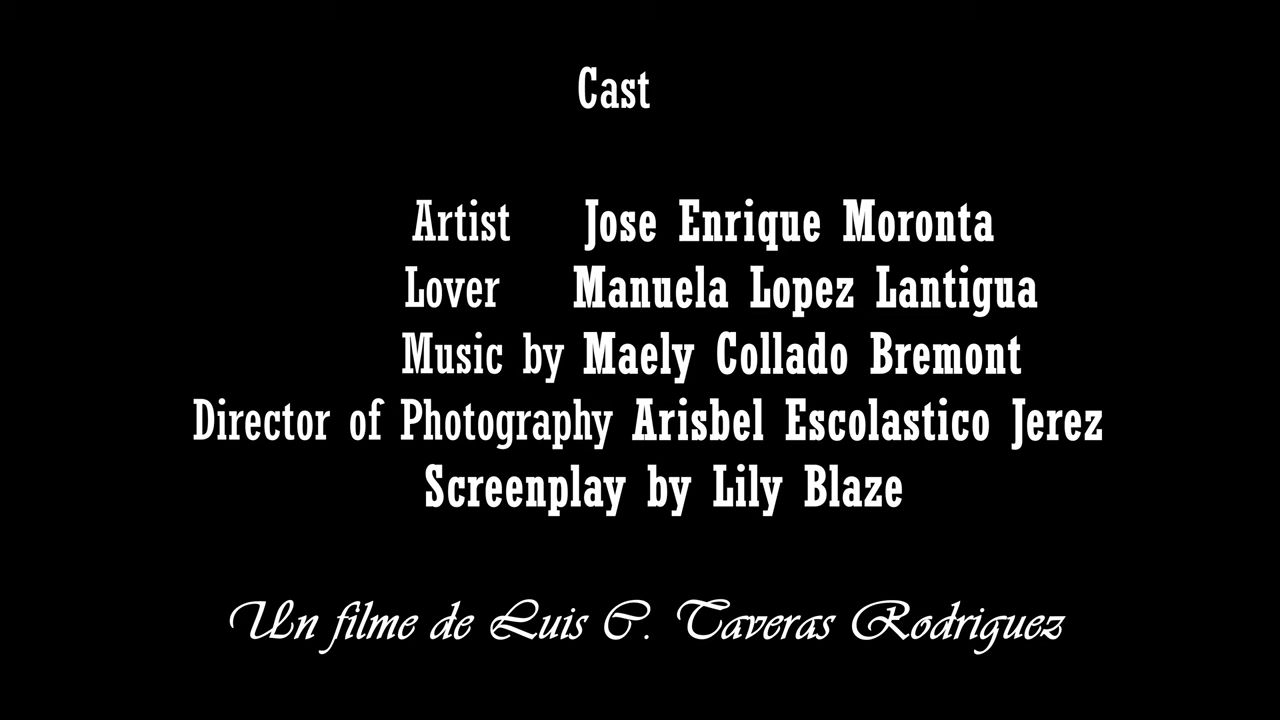 Cast
Artist Jose Enrique Moronta
Lover Manuela Lopez Lantigua
Music by Maely Collado Bremont
Director of Photography Arisbel Escolastico Jerez
Screenplay by Lily Blaze
Un filme de Luis C. Taveras Rodriguez